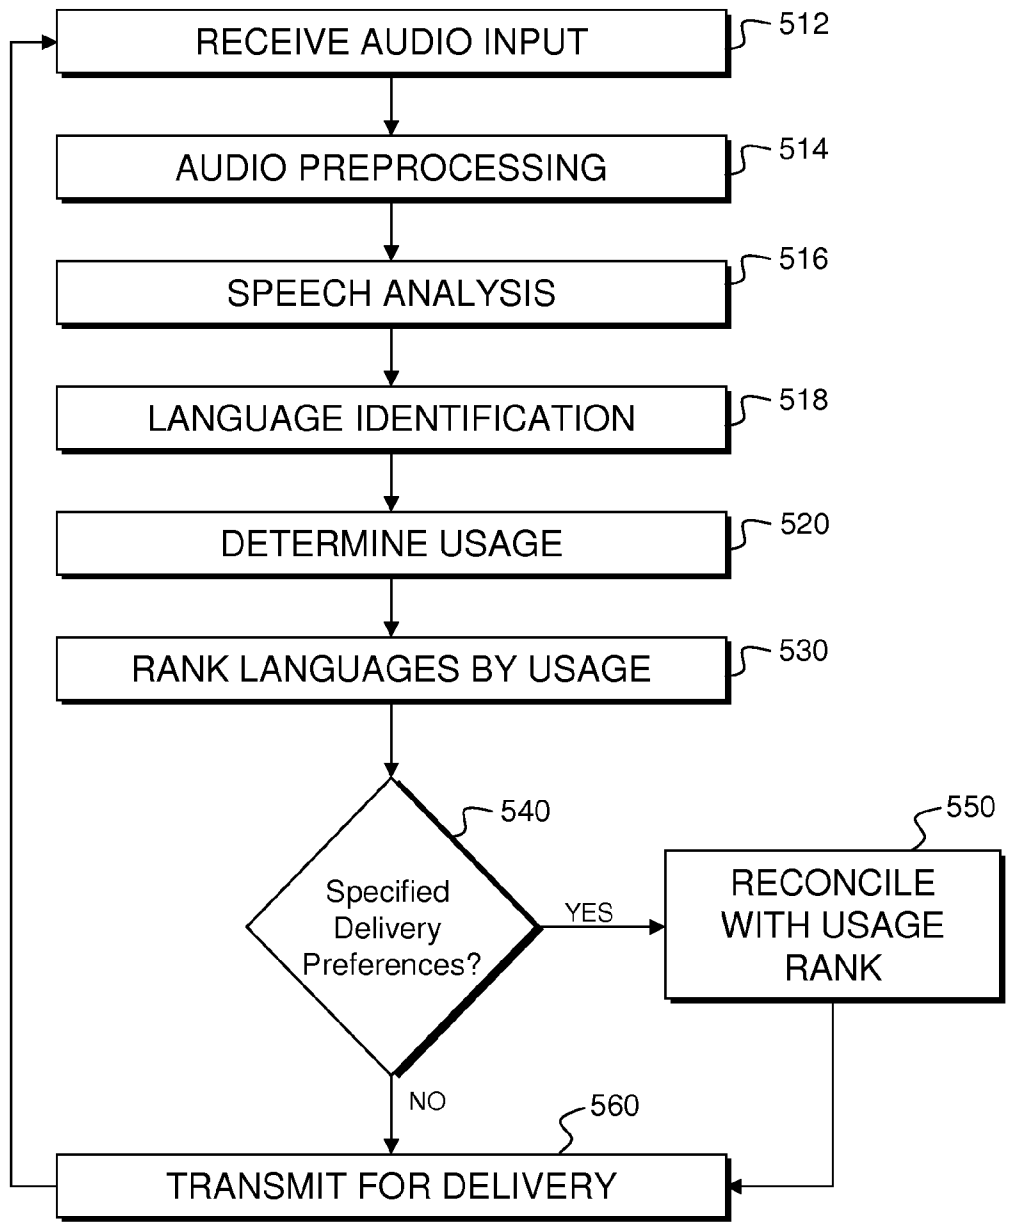 RECEIVE AUDIO INPUT
512
AUDIO PREPROCESSING
514
SPEECH ANALYSIS
516
LANGUAGE IDENTIFICATION
518
DETERMINE USAGE
520
RANK LANGUAGES BY USAGE
530
540
Specified
Delivery
Preferences?
YES
550
RECONCILE
WITH USAGE
RANK
NO
560
TRANSMIT FOR DELIVERY